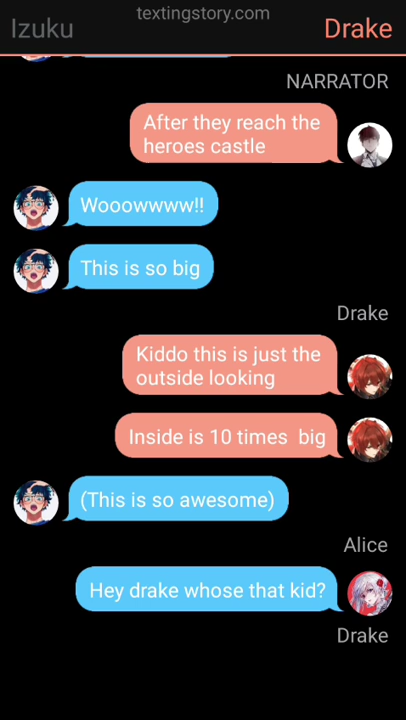 textingstory.com
Izuku
Drake
NARRATOR
After they reach the
heroes castle
Wooowwww!!
This is so big
Drake
Kiddo this is just the
outside looking
Inside is 10 times  big
(This is so awesome)
Alice
Hey drake whose that kid?
Drake